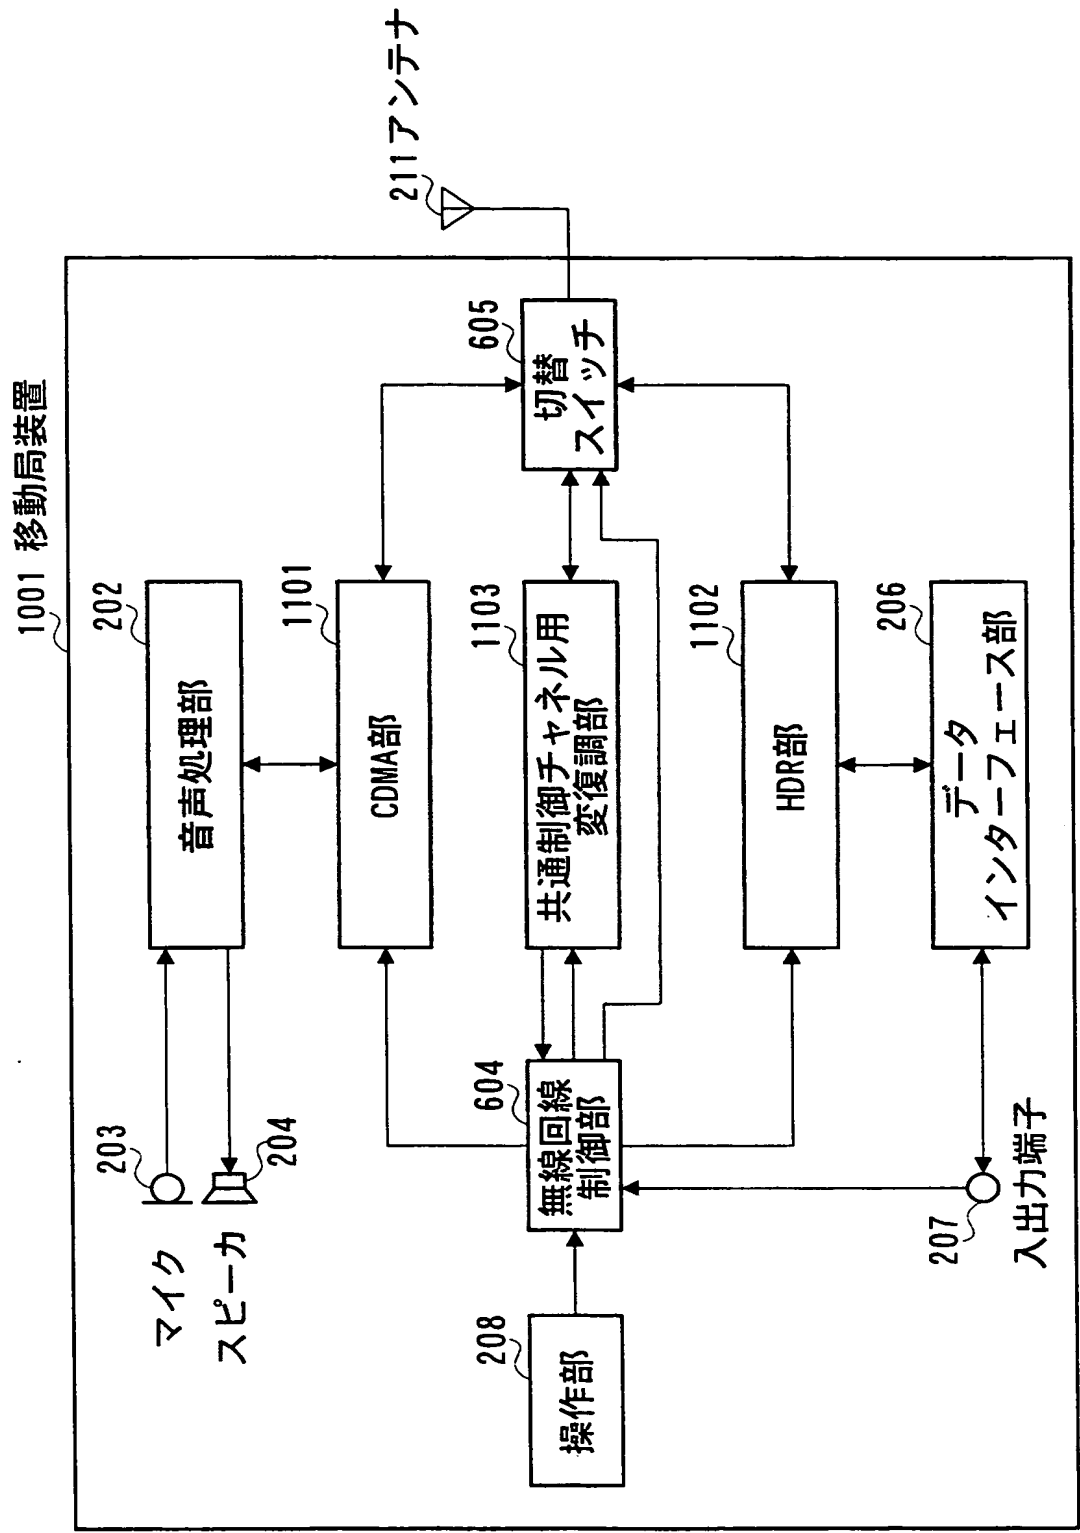 1001 移動局装置
211 アンテナ
マイク
203
スピーカ
204
202
音声処理部
1101
CDMA部
605
切替
スイッチ
208
操作部
604
無線回線
制御部
1103
共通制御チャネル用
変復調部
1102
HDR部
207
入出力端子
206
データ
インターフェース部